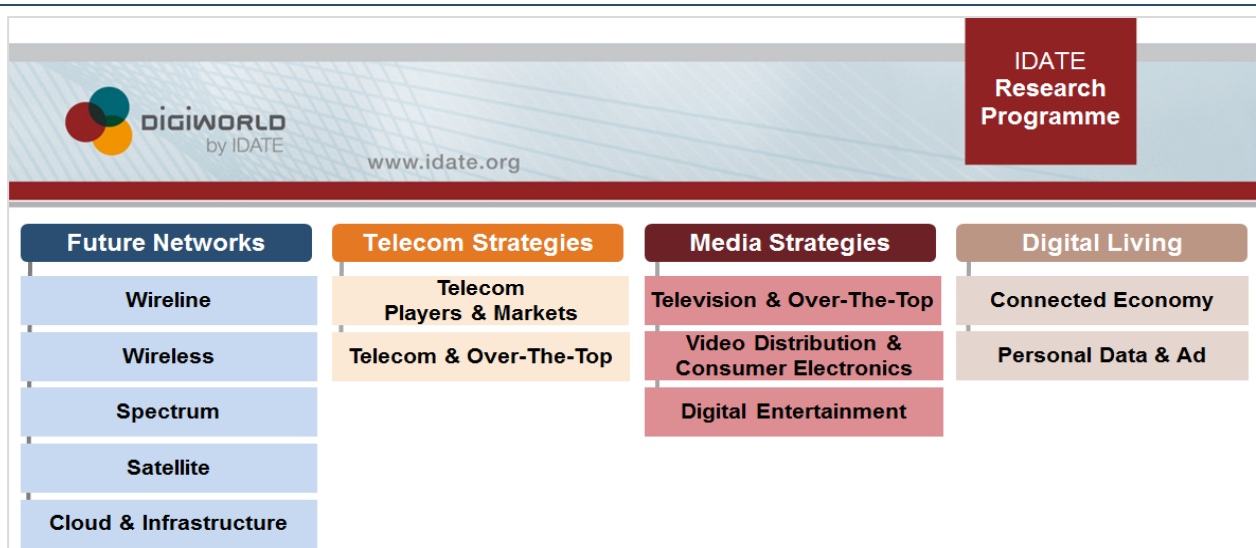 DIGIWORLD
by IDATE
www.idate.org
IDATE
Research
Programme
Future Networks
Wireline
Wireless
Spectrum
Satellite
Cloud & Infrastructure
Telecom Strategies
Telecom
Players & Markets
Telecom & Over-The-Top
Media Strategies
Television & Over-The-Top
Video Distribution &
Consumer Electronics
Digital Entertainment
Digital Living
Connected Economy
Personal Data & Ad